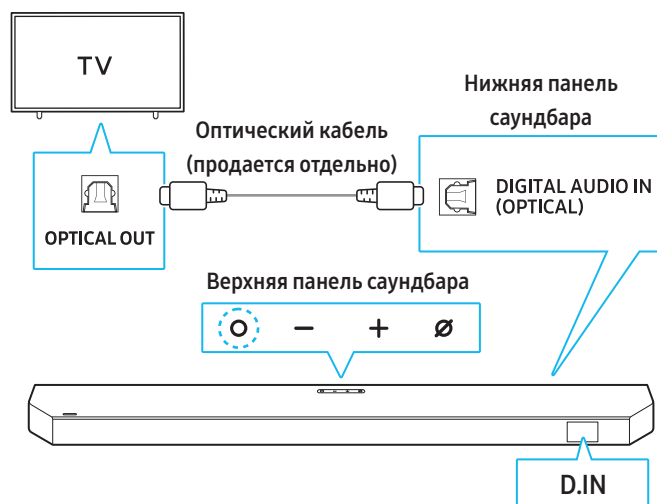 TV
Нижняя панель
саундбара
Оптический кабель
(продается отдельно)
OPTICAL OUT
DIGITAL AUDIO IN
(OPTICAL)
Верхняя панель саундбара
D.IN